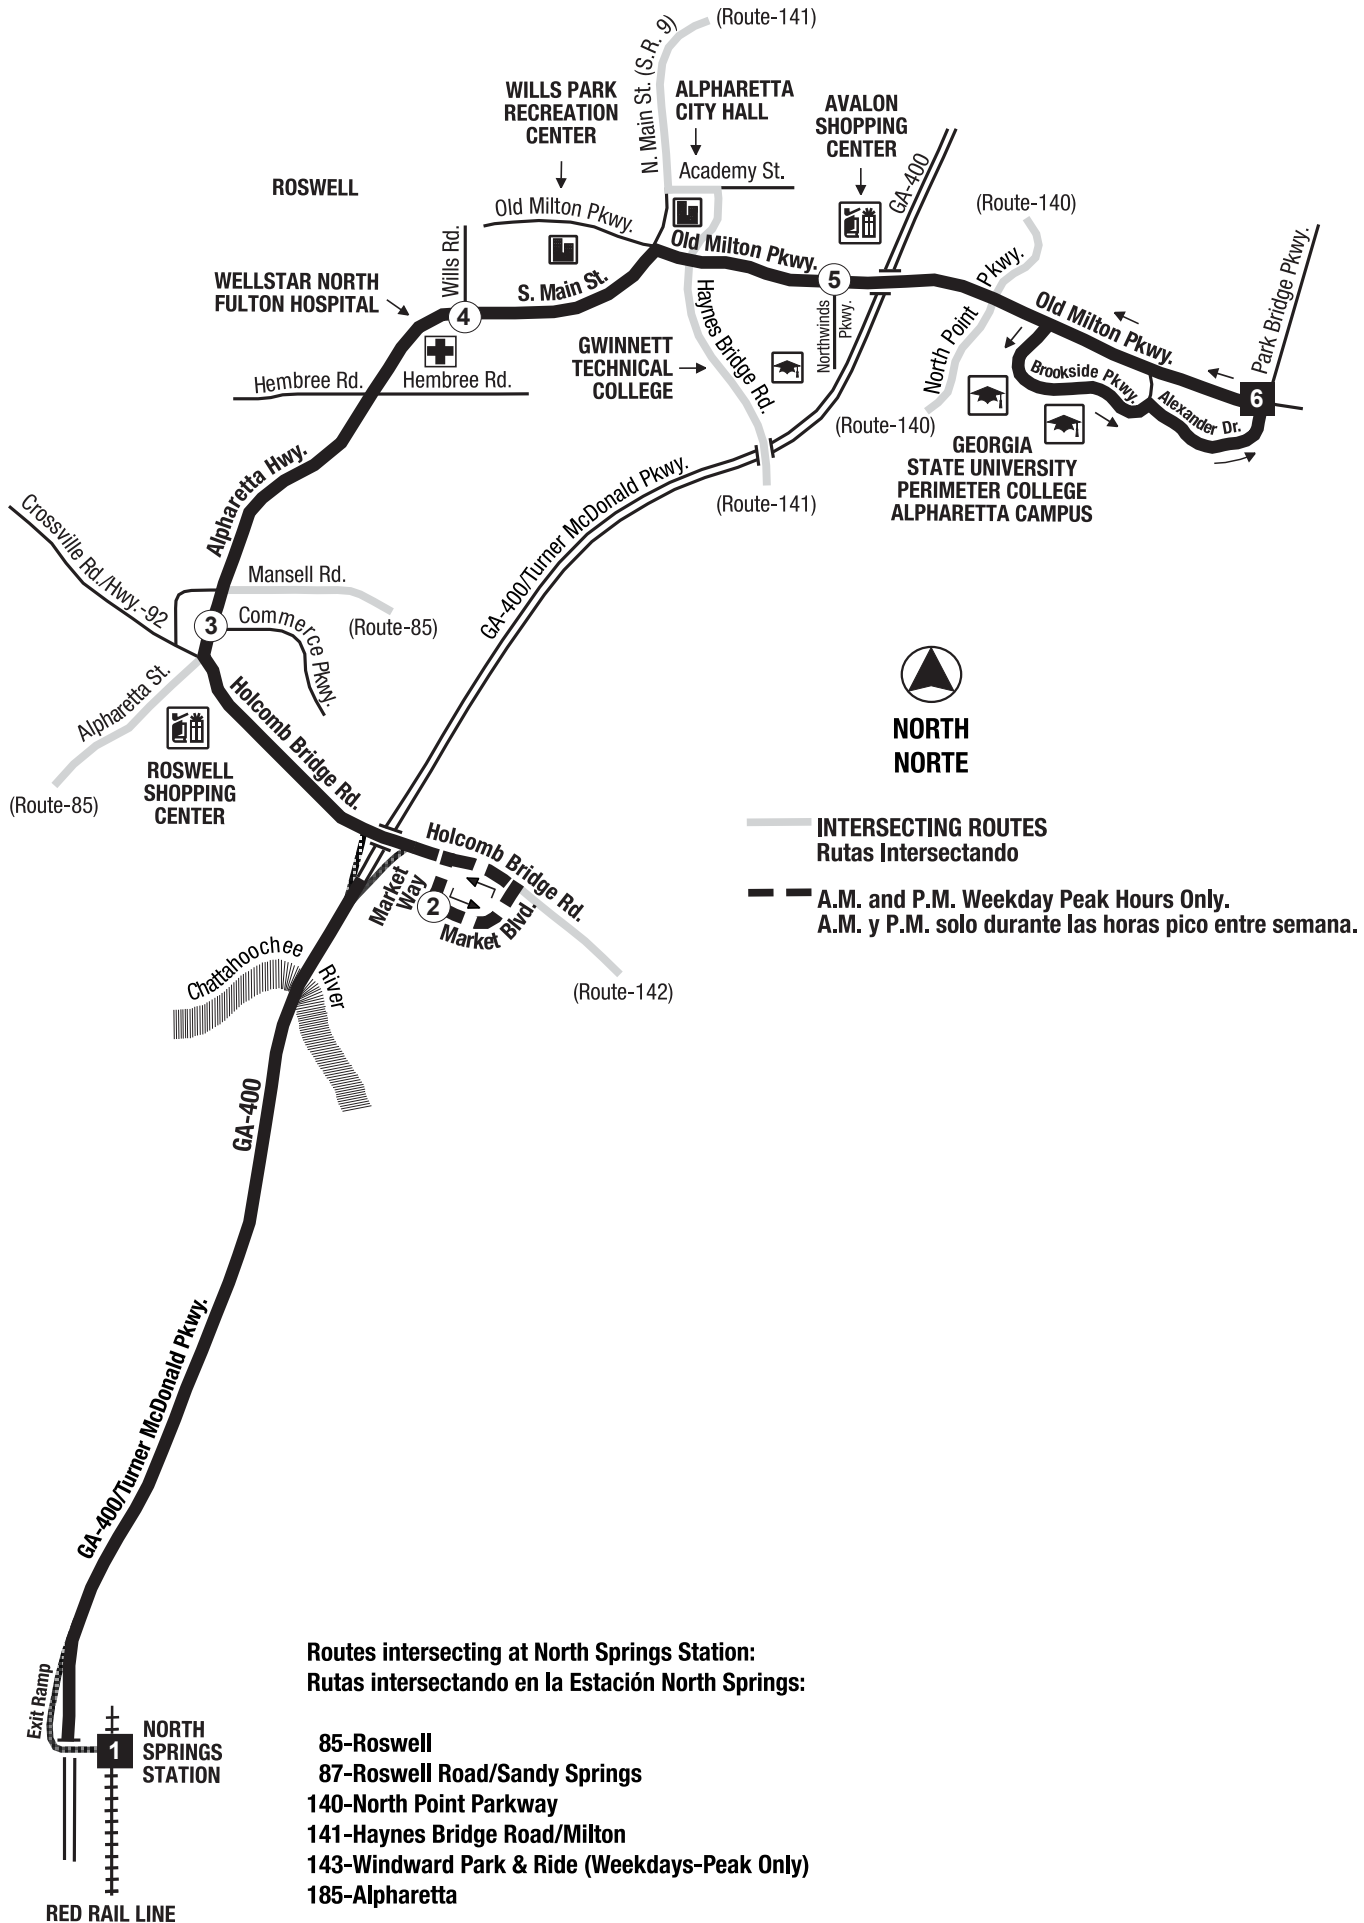 (Route-141)
N. Main St. (S.R. 9)
WILLS PARK
RECREATION
CENTER
ALPHARETTA
CITY HALL
AVALON
SHOPPING
CENTER
GA-400
Academy St.
ROSWELL
Old Milton Pkwy.
(Route-140)
Wills Rd.
Old Milton Pkwy.
Park Bridge Pkwy.
WELLSTAR NORTH
FULTON HOSPITAL
S. Main St.
5
North Point Pkwy.
Old Milton Pkwy.
4
Haynes Bridge Rd.
Northwinds
Pkwy.
GWINNETT
TECHNICAL
COLLEGE
Hembree Rd.
Hembree Rd.
Brookside Pkwy.
Alexander Dr.
6
(Route-140)
GEORGIA
STATE UNIVERSITY
PERIMETER COLLEGE
ALPHARETTA CAMPUS
Alpharetta Hwy.
GA-400/Turner McDonald Pkwy.
(Route-141)
Crossville Rd./Hwy.-92
Mansell Rd.
3
Commerce Pkwy.
(Route-85)
Alpharetta St.
Holcomb Bridge Rd.
NORTH
NORTE
ROSWELL
SHOPPING
CENTER
(Route-85)
INTERSECTING ROUTES
Rutas Intersectando
Holcomb Bridge Rd.
Market
Way
2
Market Blvd.
A.M. and P.M. Weekday Peak Hours Only.
A.M. y P.M. solo durante las horas pico entre semana.
Chattahoochee River
(Route-142)
GA-400
GA-400/Turner McDonald Pkwy.
Routes intersecting at North Springs Station:
Rutas intersectando en la Estación North Springs:
Exit Ramp
1
NORTH
SPRINGS
STATION
85-Roswell
87-Roswell Road/Sandy Springs
140-North Point Parkway
141-Haynes Bridge Road/Milton
143-Windward Park & Ride (Weekdays-Peak Only)
185-Alpharetta
RED RAIL LINE